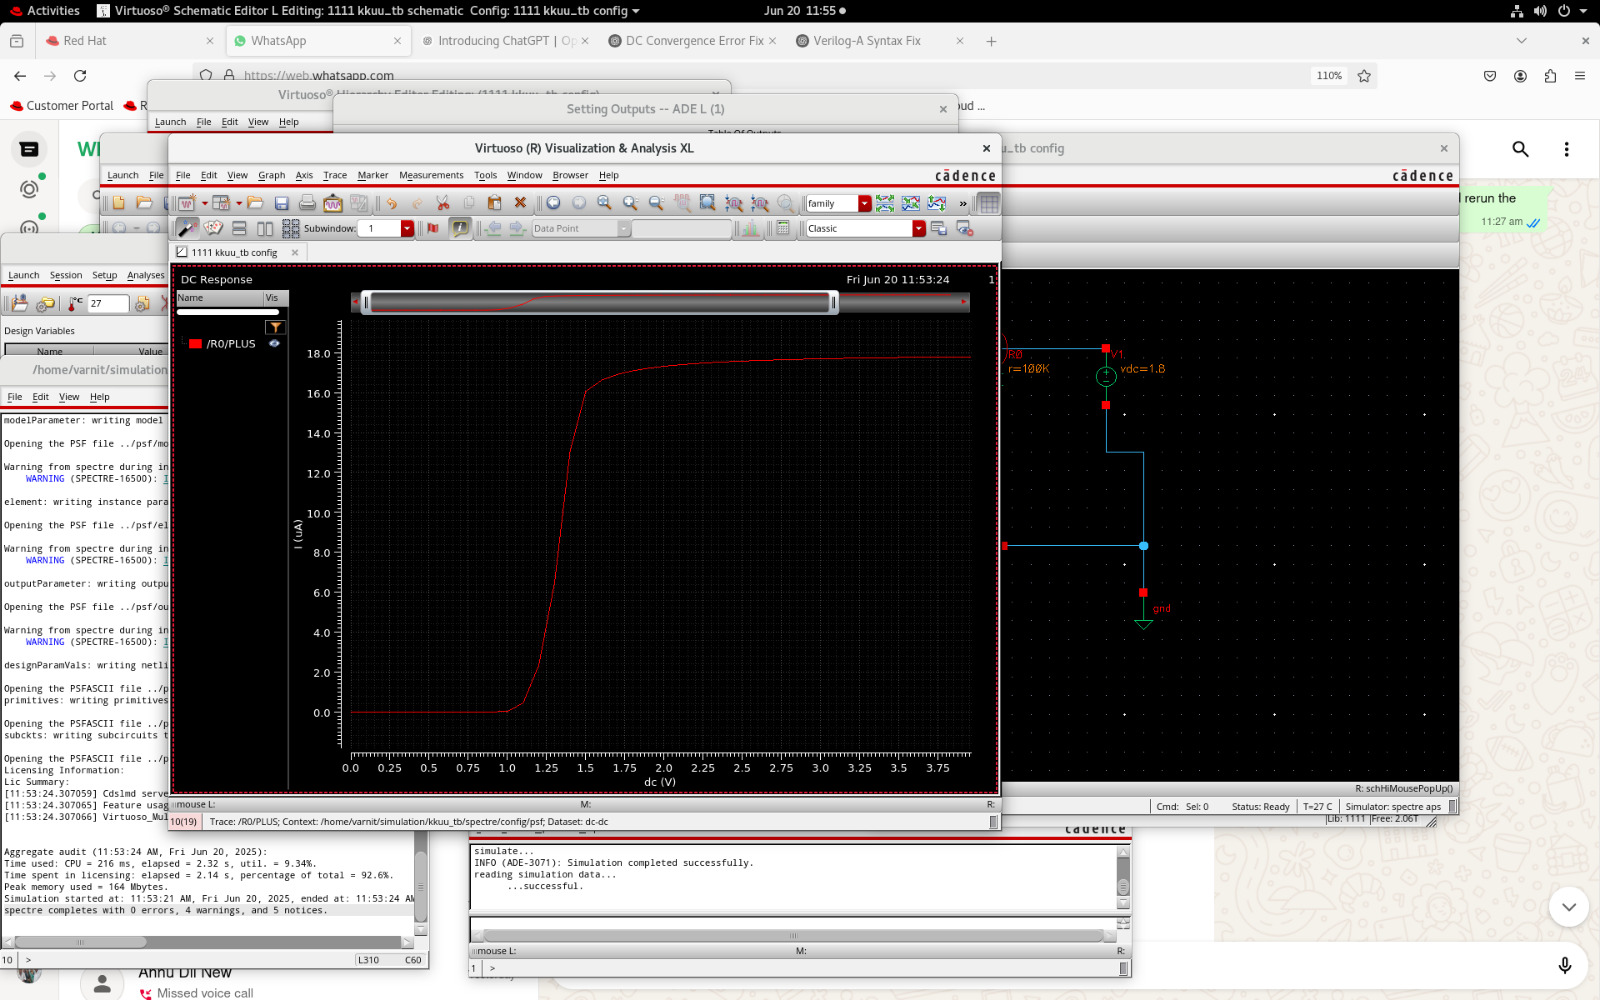 Activities
Virtuoso® Schematic Editor L Editing: 1111 kkuu_tb schematic Config: 1111 kkuu_tb config
Jun 20 11:55
Red Hat
WhatsApp
Introducing ChatGPT | Op
DC Convergence Error Fix
Verilog-A Syntax Fix
https://web.whatsapp.com
110%
Customer Portal
Virtuoso® Hierarchy Editor Editing: (1111 kkuu_tb config)
Launch File Edit View Help
Setting Outputs -- ADE L (1)
Table Of Outputs
oud ...
u_tb config
Launch File
cādence
Virtuoso (R) Visualization & Analysis XL
File Edit View Graph Axis Trace Marker Measurements Tools Window Browser Help
cādence
family
Subwindow: 1
Data Point
Classic
1111 kkuu_tb config
DC Response
Fri Jun 20 11:53:24
1
Name Vis
/R0/PLUS
18.0
16.0
14.0
12.0
10.0
8.0
6.0
4.0
2.0
0.0
I (uA)
0.0 0.25 0.5 0.75 1.0 1.25 1.5 1.75 2.0 2.25 2.5 2.75 3.0 3.25 3.5 3.75
dc (V)
mouse L: M: R:
10(19) Trace: /R0/PLUS; Context: /home/varnit/simulation/kkuu_tb/spectre/config/psf; Dataset: dc-dc
rerun the
11:27 am
R0
r=100K
V1
vdc=1.8
gnd
R: schHiMousePopUp()
Cmd: Sel: 0 Status: Ready T=27 C Simulator: spectre aps
Lib: 1111 Free: 2.06T
Launch Session Setup Analyses
°C 27
Design Variables
Name Value
/home/varnit/simulation
File Edit View Help
modelParameter: writing model
Opening the PSF file ../psf/mo
Warning from spectre during in
WARNING (SPECTRE-16500): I
element: writing instance para
Opening the PSF file ../psf/el
Warning from spectre during in
WARNING (SPECTRE-16500): I
outputParameter: writing outpu
Opening the PSF file ../psf/ou
Warning from spectre during in
WARNING (SPECTRE-16500): I
designParamVals: writing netli
Opening the PSFASCII file ../p
primitives: writing primitives
Opening the PSFASCII file ../p
subckts: writing subcircuits t
Opening the PSFASCII file ../p
Licensing Information:
Lic Summary:
[11:53:24.307059] Cdslmd serve
[11:53:24.307065] Feature usag
[11:53:24.307066] Virtuoso_Mul
Aggregate audit (11:53:24 AM, Fri Jun 20, 2025):
Time used: CPU = 216 ms, elapsed = 2.32 s, util. = 9.34%.
Time spent in licensing: elapsed = 2.14 s, percentage of total = 92.6%.
Peak memory used = 164 Mbytes.
Simulation started at: 11:53:21 AM, Fri Jun 20, 2025, ended at: 11:53:24 AM
spectre completes with 0 errors, 4 warnings, and 5 notices.
10 > L310 C60
cādence
simulate...
INFO (ADE-3071): Simulation completed successfully.
reading simulation data...
...successful.
mouse L: M: R:
1 >
Annu Dil New
Missed voice call